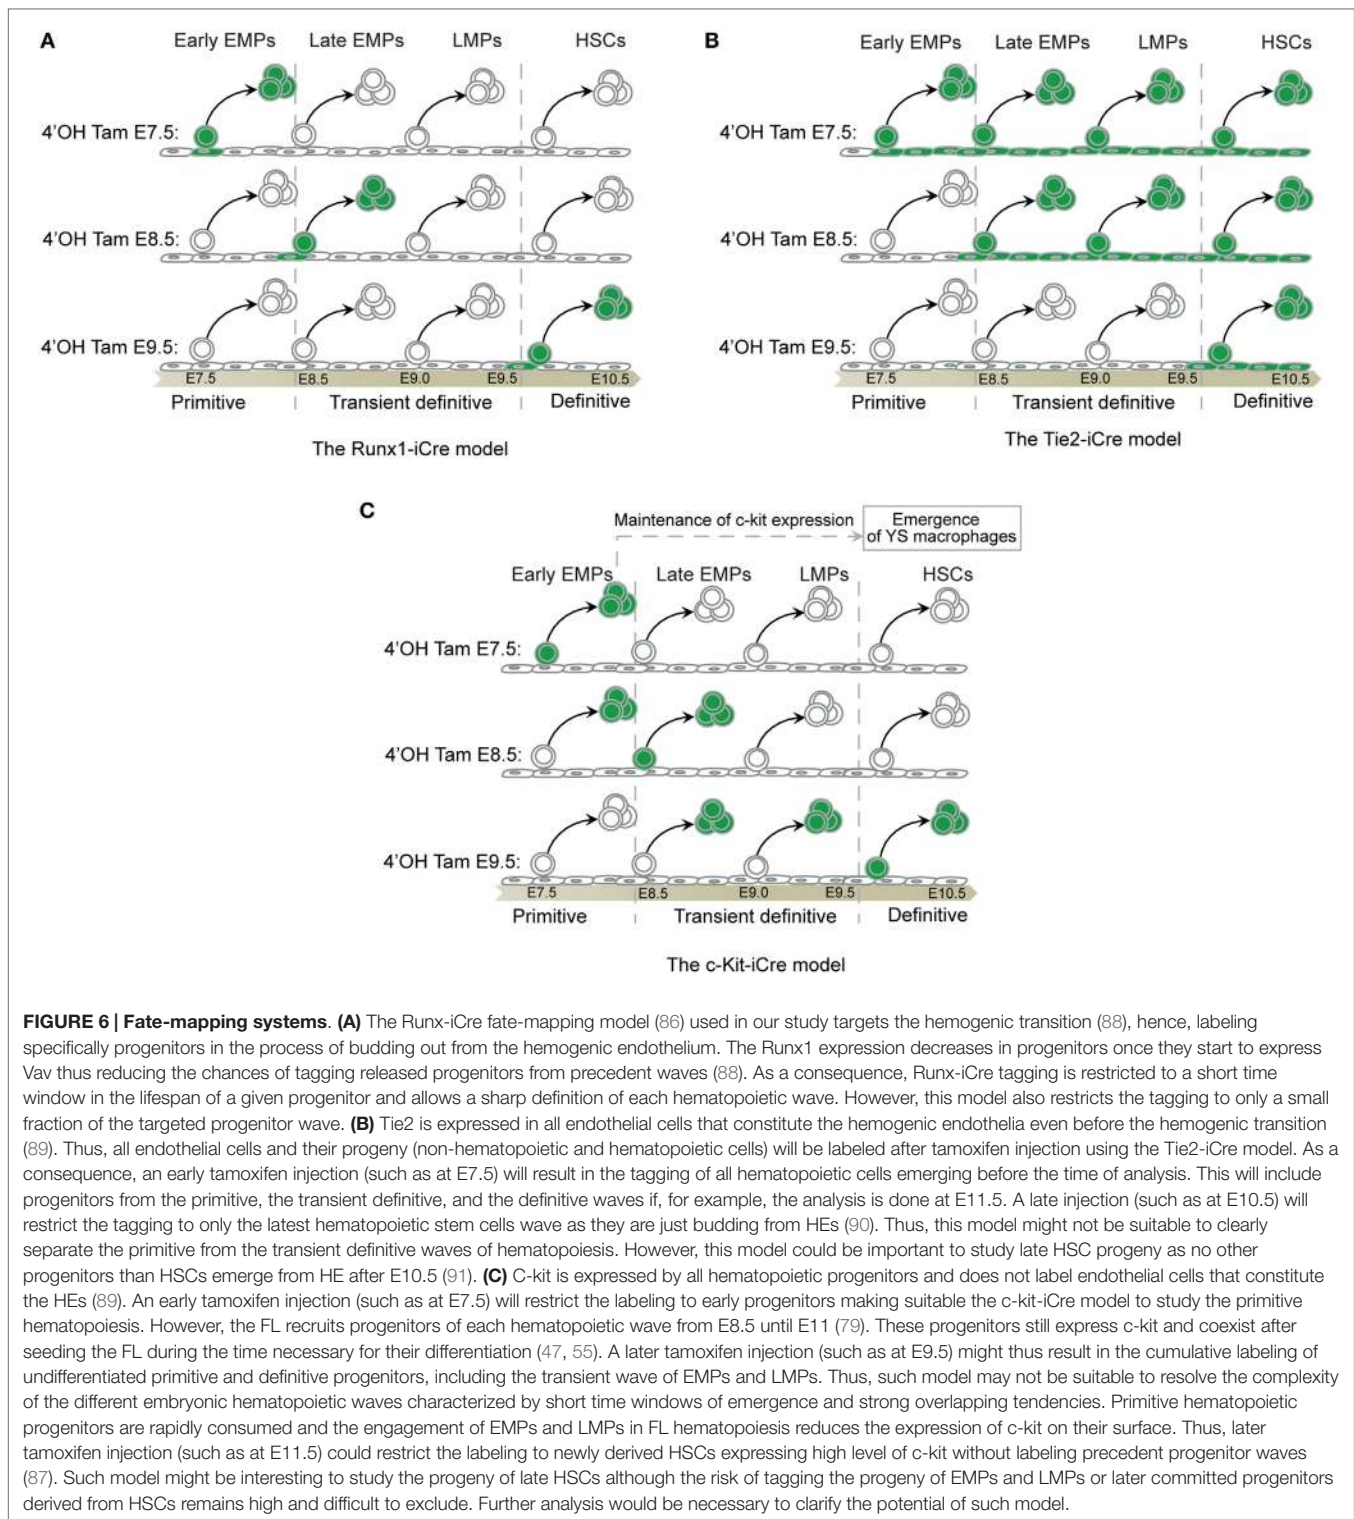 A
Early EMPs Late EMPs LMPs HSCs
4'OH Tam E7.5:
4'OH Tam E8.5:
4'OH Tam E9.5:
E7.5 E8.5 E9.0 E9.5 E10.5
Primitive Transient definitive Definitive
The Runx1-iCre model
B
Early EMPs Late EMPs LMPs HSCs
4'OH Tam E7.5:
4'OH Tam E8.5:
4'OH Tam E9.5:
E7.5 E8.5 E9.0 E9.5 E10.5
Primitive Transient definitive Definitive
The Tie2-iCre model
C
Maintenance of c-kit expression
Emergence
of YS macrophages
Early EMPs Late EMPs LMPs HSCs
4'OH Tam E7.5:
4'OH Tam E8.5:
4'OH Tam E9.5:
E7.5 E8.5 E9.0 E9.5 E10.5
Primitive Transient definitive Definitive
The c-Kit-iCre model
FIGURE 6 | Fate-mapping systems. (A) The Runx-iCre fate-mapping model (86) used in our study targets the hemogenic transition (88), hence, labeling
specifically progenitors in the process of budding out from the hemogenic endothelium. The Runx1 expression decreases in progenitors once they start to express
Vav thus reducing the chances of tagging released progenitors from precedent waves (88). As a consequence, Runx-iCre tagging is restricted to a short time
window in the lifespan of a given progenitor and allows a sharp definition of each hematopoietic wave. However, this model also restricts the tagging to only a small
fraction of the targeted progenitor wave. (B) Tie2 is expressed in all endothelial cells that constitute the hemogenic endothelia even before the hemogenic transition
(89). Thus, all endothelial cells and their progeny (non-hematopoietic and hematopoietic cells) will be labeled after tamoxifen injection using the Tie2-iCre model. As a
consequence, an early tamoxifen injection (such as at E7.5) will result in the tagging of all hematopoietic cells emerging before the time of analysis. This will include
progenitors from the primitive, the transient definitive, and the definitive waves if, for example, the analysis is done at E11.5. A late injection (such as at E10.5) will
restrict the tagging to only the latest hematopoietic stem cells wave as they are just budding from HEs (90). Thus, this model might not be suitable to clearly
separate the primitive from the transient definitive waves of hematopoiesis. However, this model could be important to study late HSC progeny as no other
progenitors than HSCs emerge from HE after E10.5 (91). (C) C-kit is expressed by all hematopoietic progenitors and does not label endothelial cells that constitute
the HEs (89). An early tamoxifen injection (such as at E7.5) will restrict the labeling to early progenitors making suitable the c-kit-iCre model to study the primitive
hematopoiesis. However, the FL recruits progenitors of each hematopoietic wave from E8.5 until E11 (79). These progenitors still express c-kit and coexist after
seeding the FL during the time necessary for their differentiation (47, 55). A later tamoxifen injection (such as at E9.5) might thus result in the cumulative labeling of
undifferentiated primitive and definitive progenitors, including the transient wave of EMPs and LMPs. Thus, such model may not be suitable to resolve the complexity
of the different embryonic hematopoietic waves characterized by short time windows of emergence and strong overlapping tendencies. Primitive hematopoietic
progenitors are rapidly consumed and the engagement of EMPs and LMPs in FL hematopoiesis reduces the expression of c-kit on their surface. Thus, later
tamoxifen injection (such as at E11.5) could restrict the labeling to newly derived HSCs expressing high level of c-kit without labeling precedent progenitor waves
(87). Such model might be interesting to study the progeny of late HSCs although the risk of tagging the progeny of EMPs and LMPs or later committed progenitors
derived from HSCs remains high and difficult to exclude. Further analysis would be necessary to clarify the potential of such model.